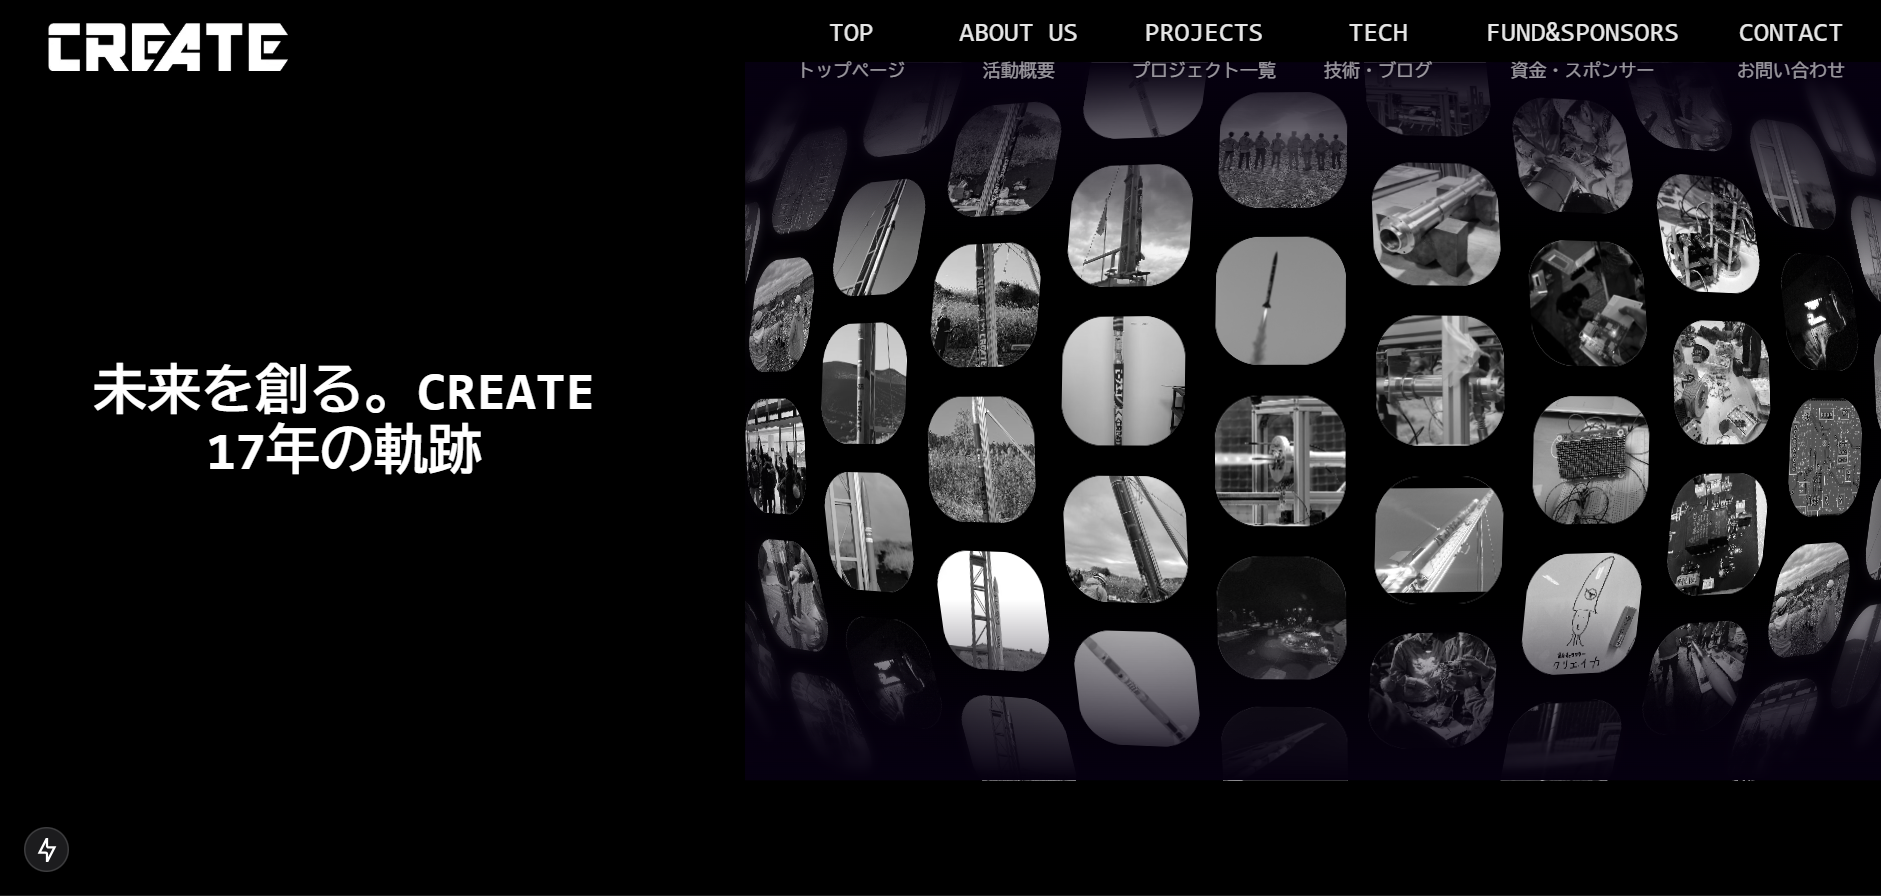 CREATE
TOP ABOUT US PROJECTS TECH FUND&SPONSORS CONTACT
トップページ 活動概要 プロジェクト一覧 技術・ブログ 資金・スポンサー お問い合わせ
未来を創る。CREATE
17年の軌跡
クリエイカ